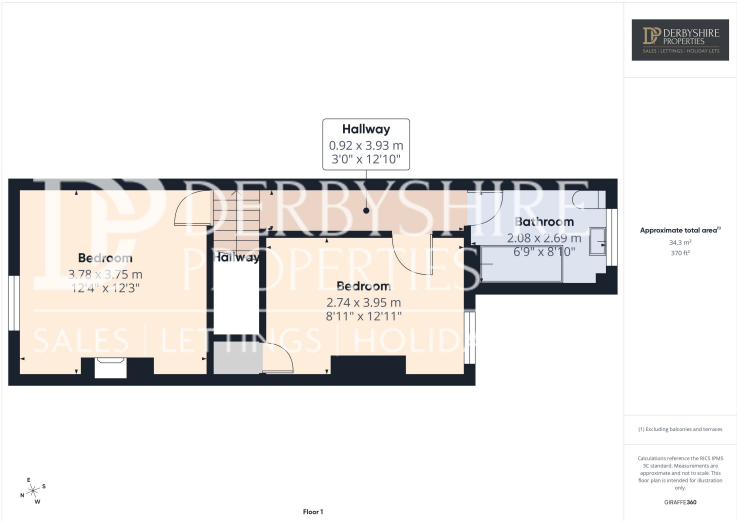 DP DERBYSHIRE
PROPERTIES
SALES | LETTINGS | HOLIDAY LETS
Hallway
0.92 x 3.93 m
3'0" x 12'10"
DERBYSHIRE
PROPERTIES
SALES | LETTINGS | HOLIDA
Bathroom
2.08 x 2.69 m
6'9" x 8'10"
Bedroom
3.78 x 3.75 m
12'4" x 12'3"
Hallway
Bedroom
2.74 x 3.95 m
8'11" x 12'11"
Approximate total area(1)
34.3 m²
370 ft²
(1) Excluding balconies and terraces
Calculations reference the RICS IPMS
3C standard. Measurements are
approximate and not to scale. This
floor plan is intended for illustration
only.
GIRAFFE360
E
S
N
W
Floor 1